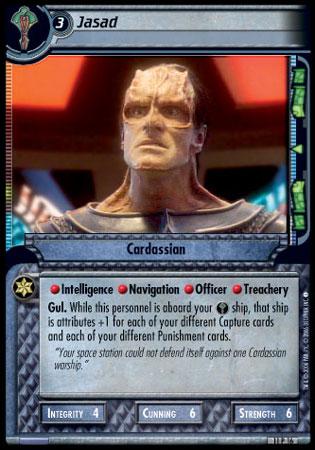 3 Jasad
Cardassian
Intelligence Navigation Officer Treachery
Gul. While this personnel is aboard your ship, that ship
is attributes +1 for each of your different Capture cards
and each of your different Punishment cards.
"Your space station could not defend itself against one Cardassian
warship."
INTEGRITY 4 CUNNING 6 STRENGTH 6